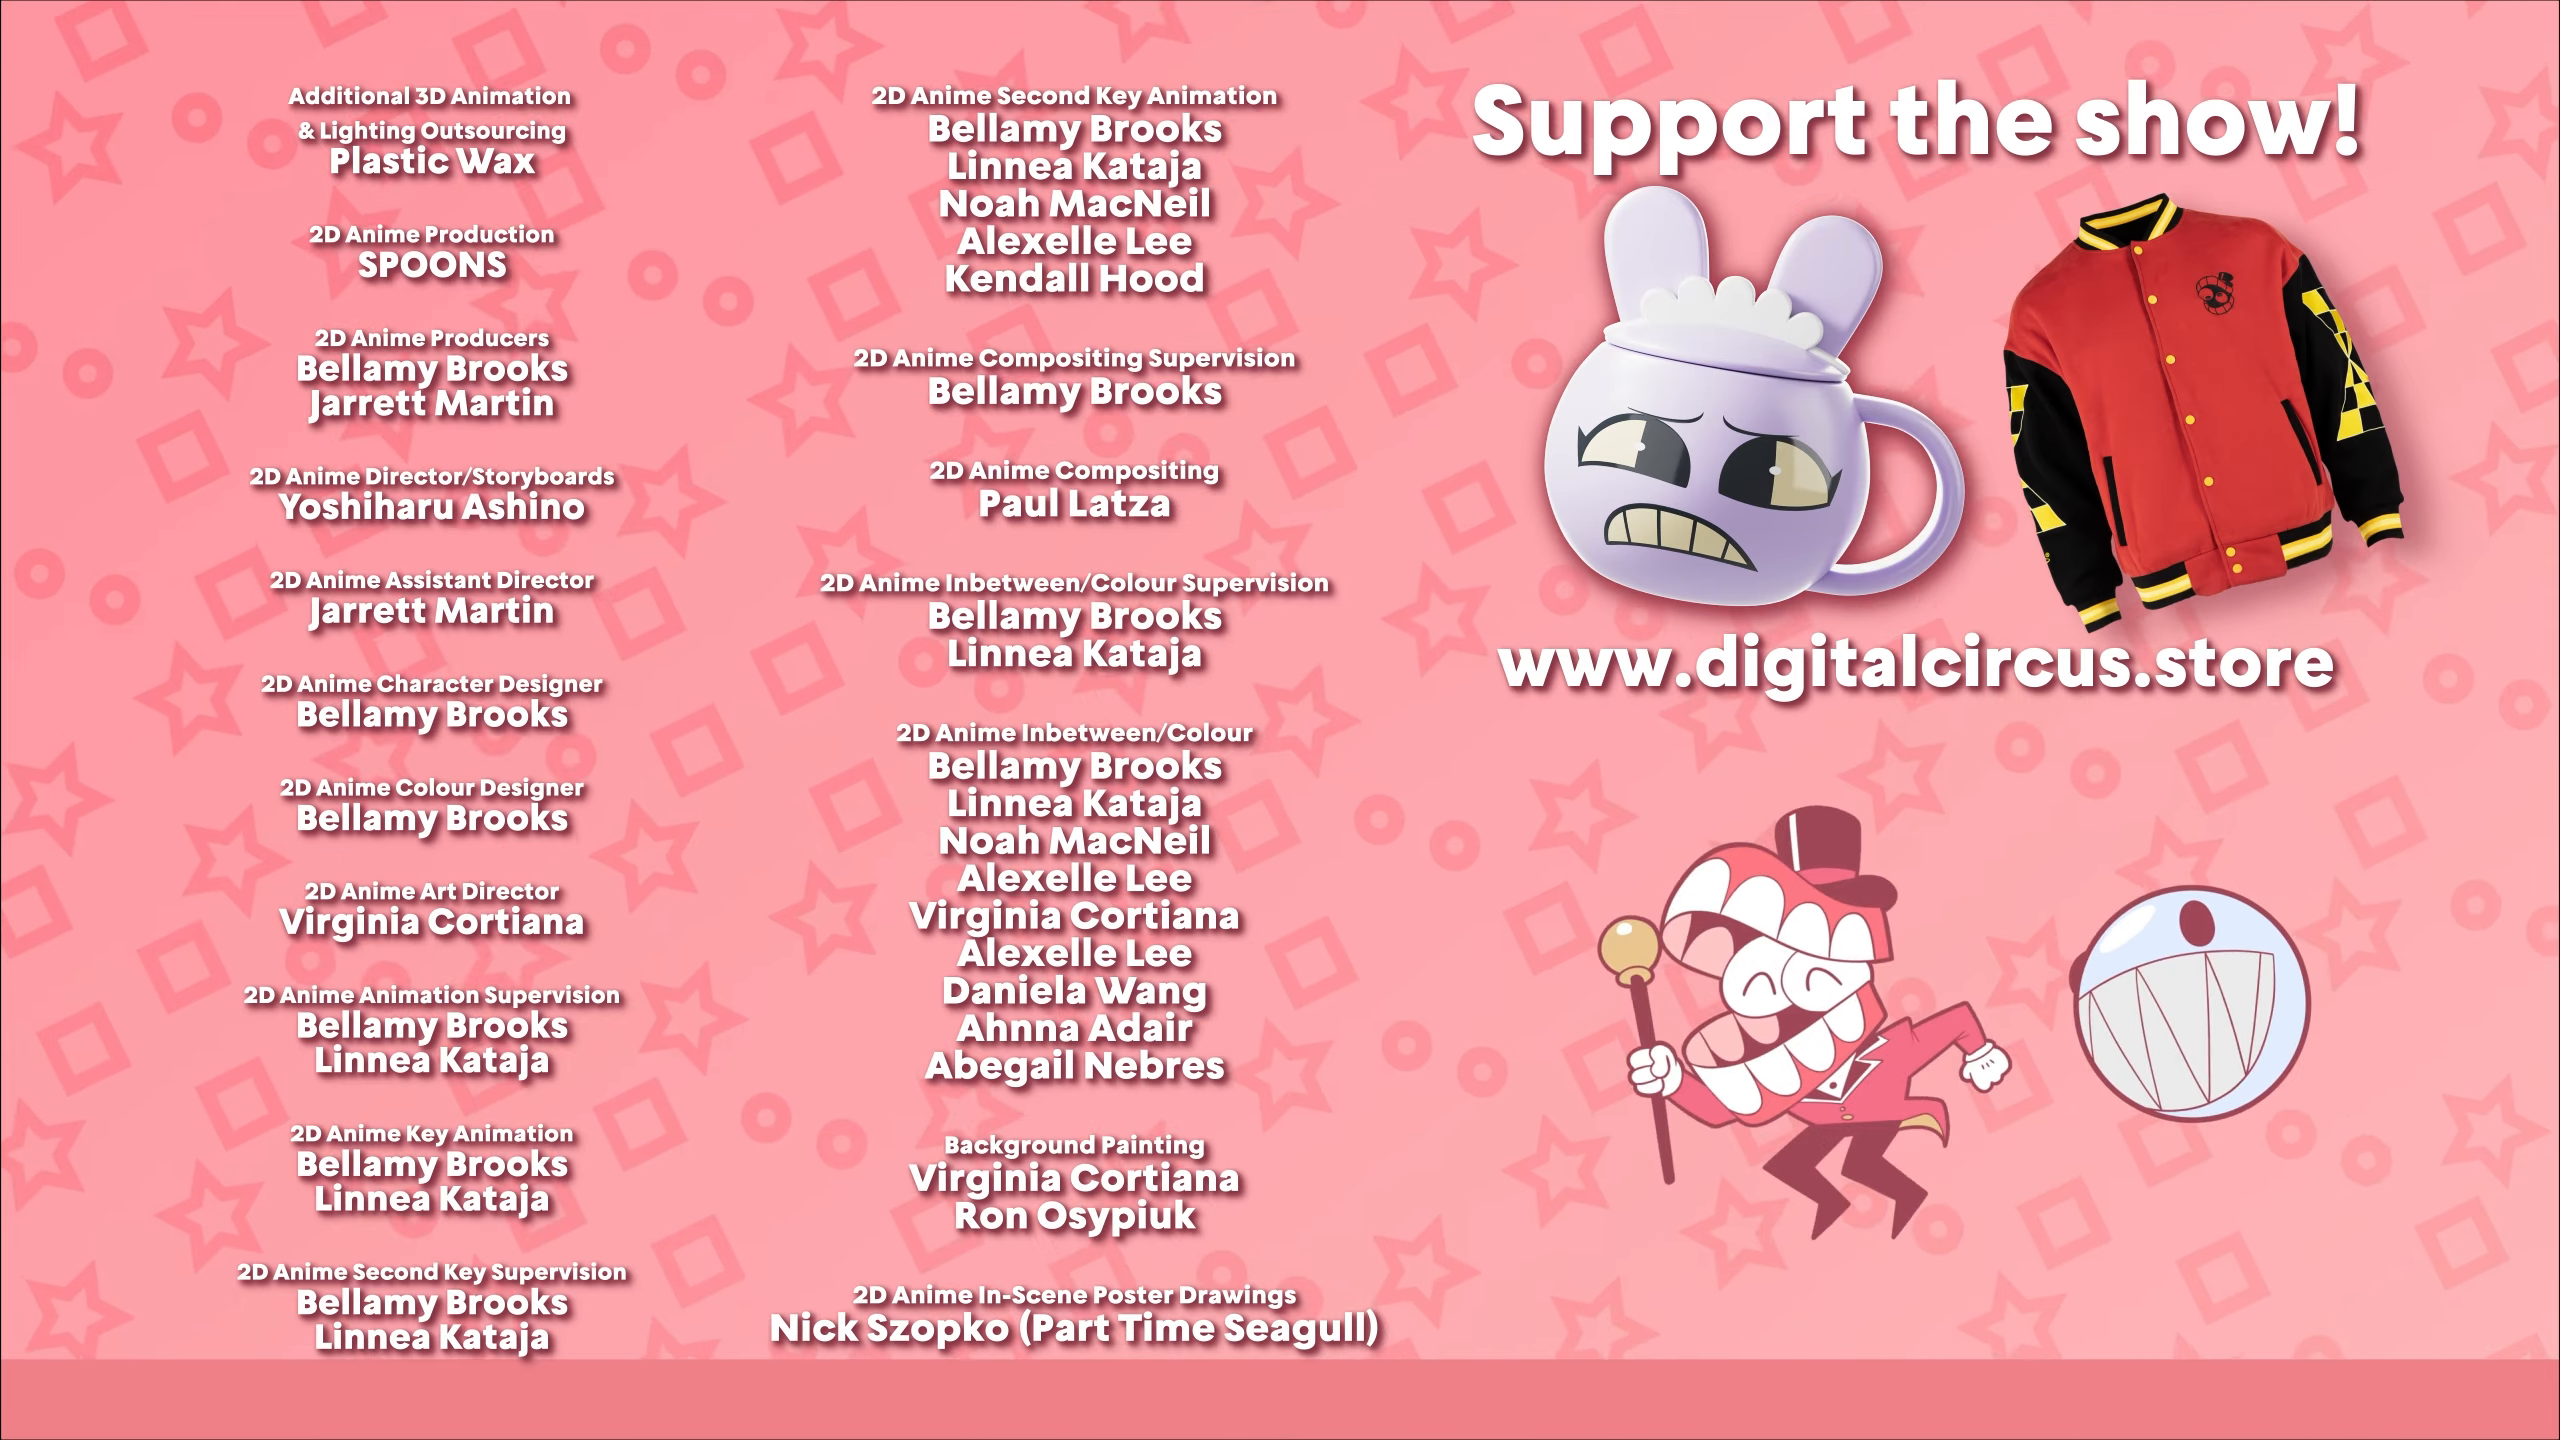 Additional 3D Animation
& Lighting Outsourcing
Plastic Wax
2D Anime Production
SPOONS
2D Anime Producers
Bellamy Brooks
Jarrett Martin
2D Anime Director/Storyboards
Yoshiharu Ashino
2D Anime Assistant Director
Jarrett Martin
2D Anime Character Designer
Bellamy Brooks
2D Anime Colour Designer
Bellamy Brooks
2D Anime Art Director
Virginia Cortiana
2D Anime Animation Supervision
Bellamy Brooks
Linnea Kataja
2D Anime Key Animation
Bellamy Brooks
Linnea Kataja
2D Anime Second Key Supervision
Bellamy Brooks
Linnea Kataja
2D Anime Second Key Animation
Bellamy Brooks
Linnea Kataja
Noah MacNeil
Alexelle Lee
Kendall Hood
2D Anime Compositing Supervision
Bellamy Brooks
2D Anime Compositing
Paul Latza
2D Anime Inbetween/Colour Supervision
Bellamy Brooks
Linnea Kataja
2D Anime Inbetween/Colour
Bellamy Brooks
Linnea Kataja
Noah MacNeil
Alexelle Lee
Virginia Cortiana
Alexelle Lee
Daniela Wang
Ahnna Adair
Abegail Nebres
Background Painting
Virginia Cortiana
Ron Osypiuk
2D Anime In-Scene Poster Drawings
Nick Szopko (Part Time Seagull)
Support the show!
www.digitalcircus.store